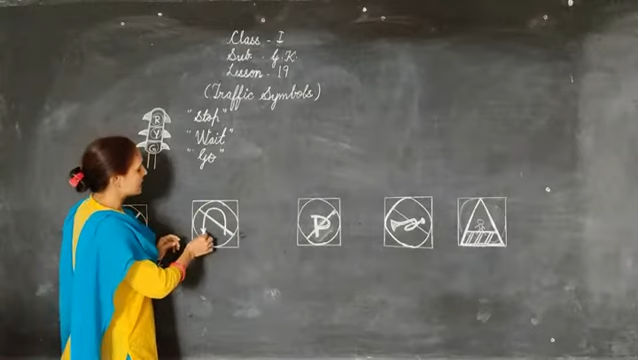 Class - I
Sub - G.K.
Lesson - 19
(Traffic Symbols)
R "Stop"
Y "Wait"
G "Go"
P